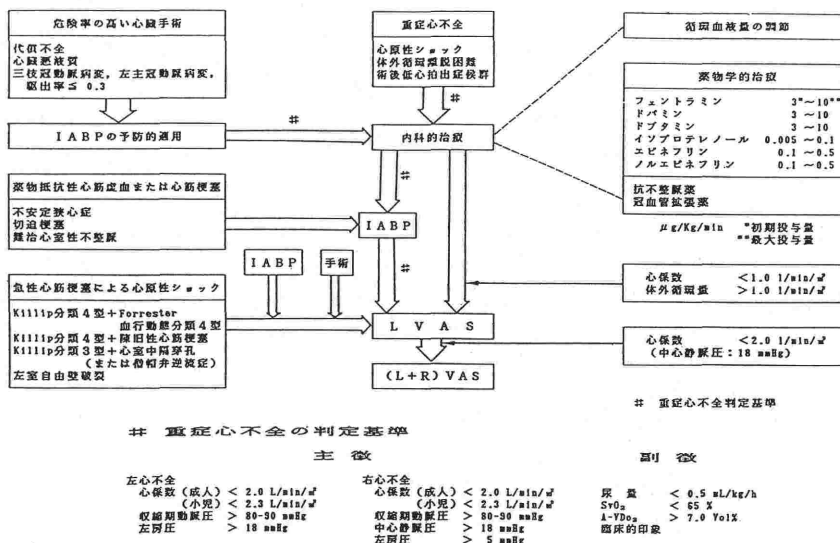 危険率の高い心臓手術
代償不全
心臓悪液質
三枝冠動脈病変，左主冠動脈病変，
駆出率≦ 0.3
IABPの予防的適用
#
重症心不全
心原性ショック
体外循環離脱困難
術後低心拍出症候群
#
内科的治療
循環血液量の調節
薬物学的治療
フェントラミン 3*～10**
ドパミン 3 ～10
ドブタミン 3 ～10
イソプロテレノール 0.005 ～0.1
エピネフリン 0.1 ～0.5
ノルエピネフリン 0.1 ～0.5
抗不整脈薬
冠血管拡張薬
μg/Kg/min *初期投与量
**最大投与量
薬物抵抗性心筋虚血または心筋梗塞
不安定狭心症
切迫梗塞
難治心室性不整脈
#
IABP
#
IABP
手術
急性心筋梗塞による心原性ショック
Killip分類4型+Forrester
血行動態分類4型
Killip分類4型+陳旧性心筋梗塞
Killip分類3型+心室中隔穿孔
(または僧帽弁逆流症)
左室自由壁破裂
LVAS
(L+R)VAS
心係数 <1.0 l/min/㎡
体外循環量 >1.0 l/min/㎡
心係数 <2.0 l/min/㎡
(中心静脈圧：18 mmHg)
# 重症心不全判定基準
# 重症心不全の判定基準
主徴
副徴
左心不全
心係数 (成人) < 2.0 L/min/㎡
(小児) < 2.3 L/min/㎡
収縮期動脈圧 > 80-90 mmHg
左房圧 > 18 mmHg
右心不全
心係数 (成人) < 2.0 L/min/㎡
(小児) < 2.3 L/min/㎡
収縮期動脈圧 > 80-90 mmHg
中心静脈圧 > 18 mmHg
左房圧 > 5 mmHg
尿量 < 0.5 mL/kg/h
SvO₂ < 65 %
A-VDo₂ > 7.0 Vol%
臨床的印象